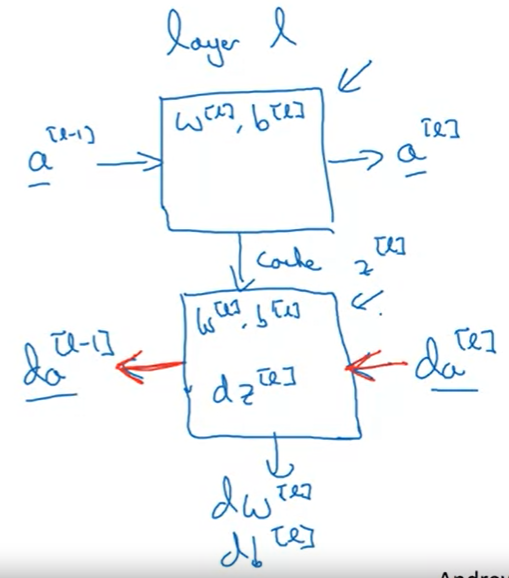 layer l
w^[l], b^[l]
a^[l-1]
a^[l]
cache z^[l]
w^[l], b^[l]
da^[l-1]
da^[l]
dz^[l]
dw^[l]
db^[l]